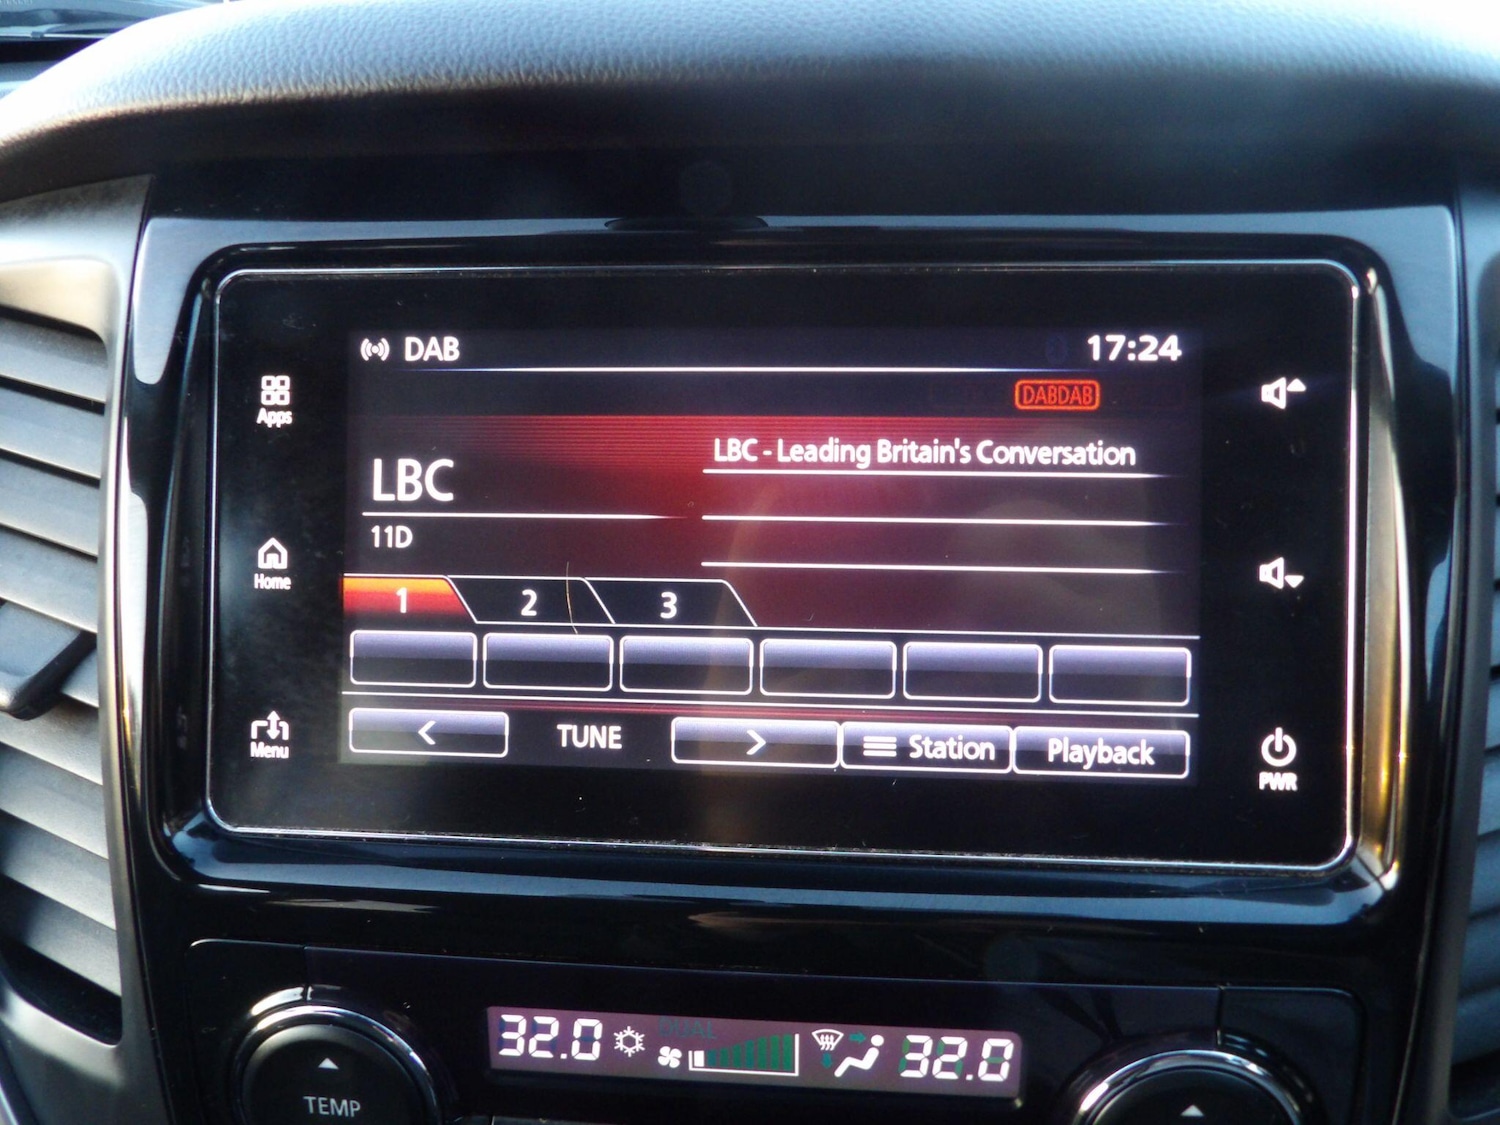 DAB
17:24
Apps
DABDAB
LBC - Leading Britain's Conversation
LBC
11D
Home
1
2
3
Menu
TUNE
Station
Playback
PWR
32.0
DUAL
32.0
TEMP